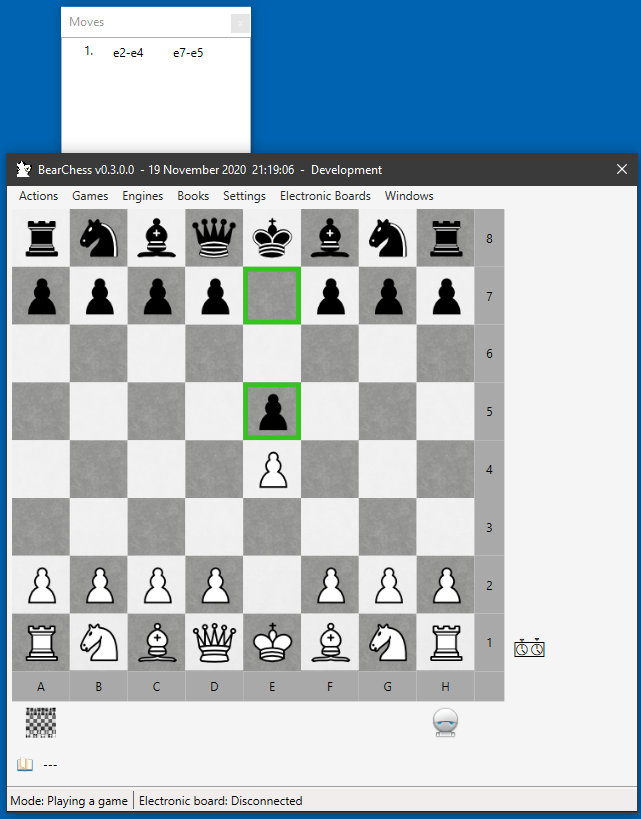 Moves
1. e2-e4 e7-e5
BearChess v0.3.0.0 - 19 November 2020 21:19:06 - Development
Actions Games Engines Books Settings Electronic Boards Windows
8
7
6
5
4
3
2
1
A B C D E F G H
---
Mode: Playing a game Electronic board: Disconnected